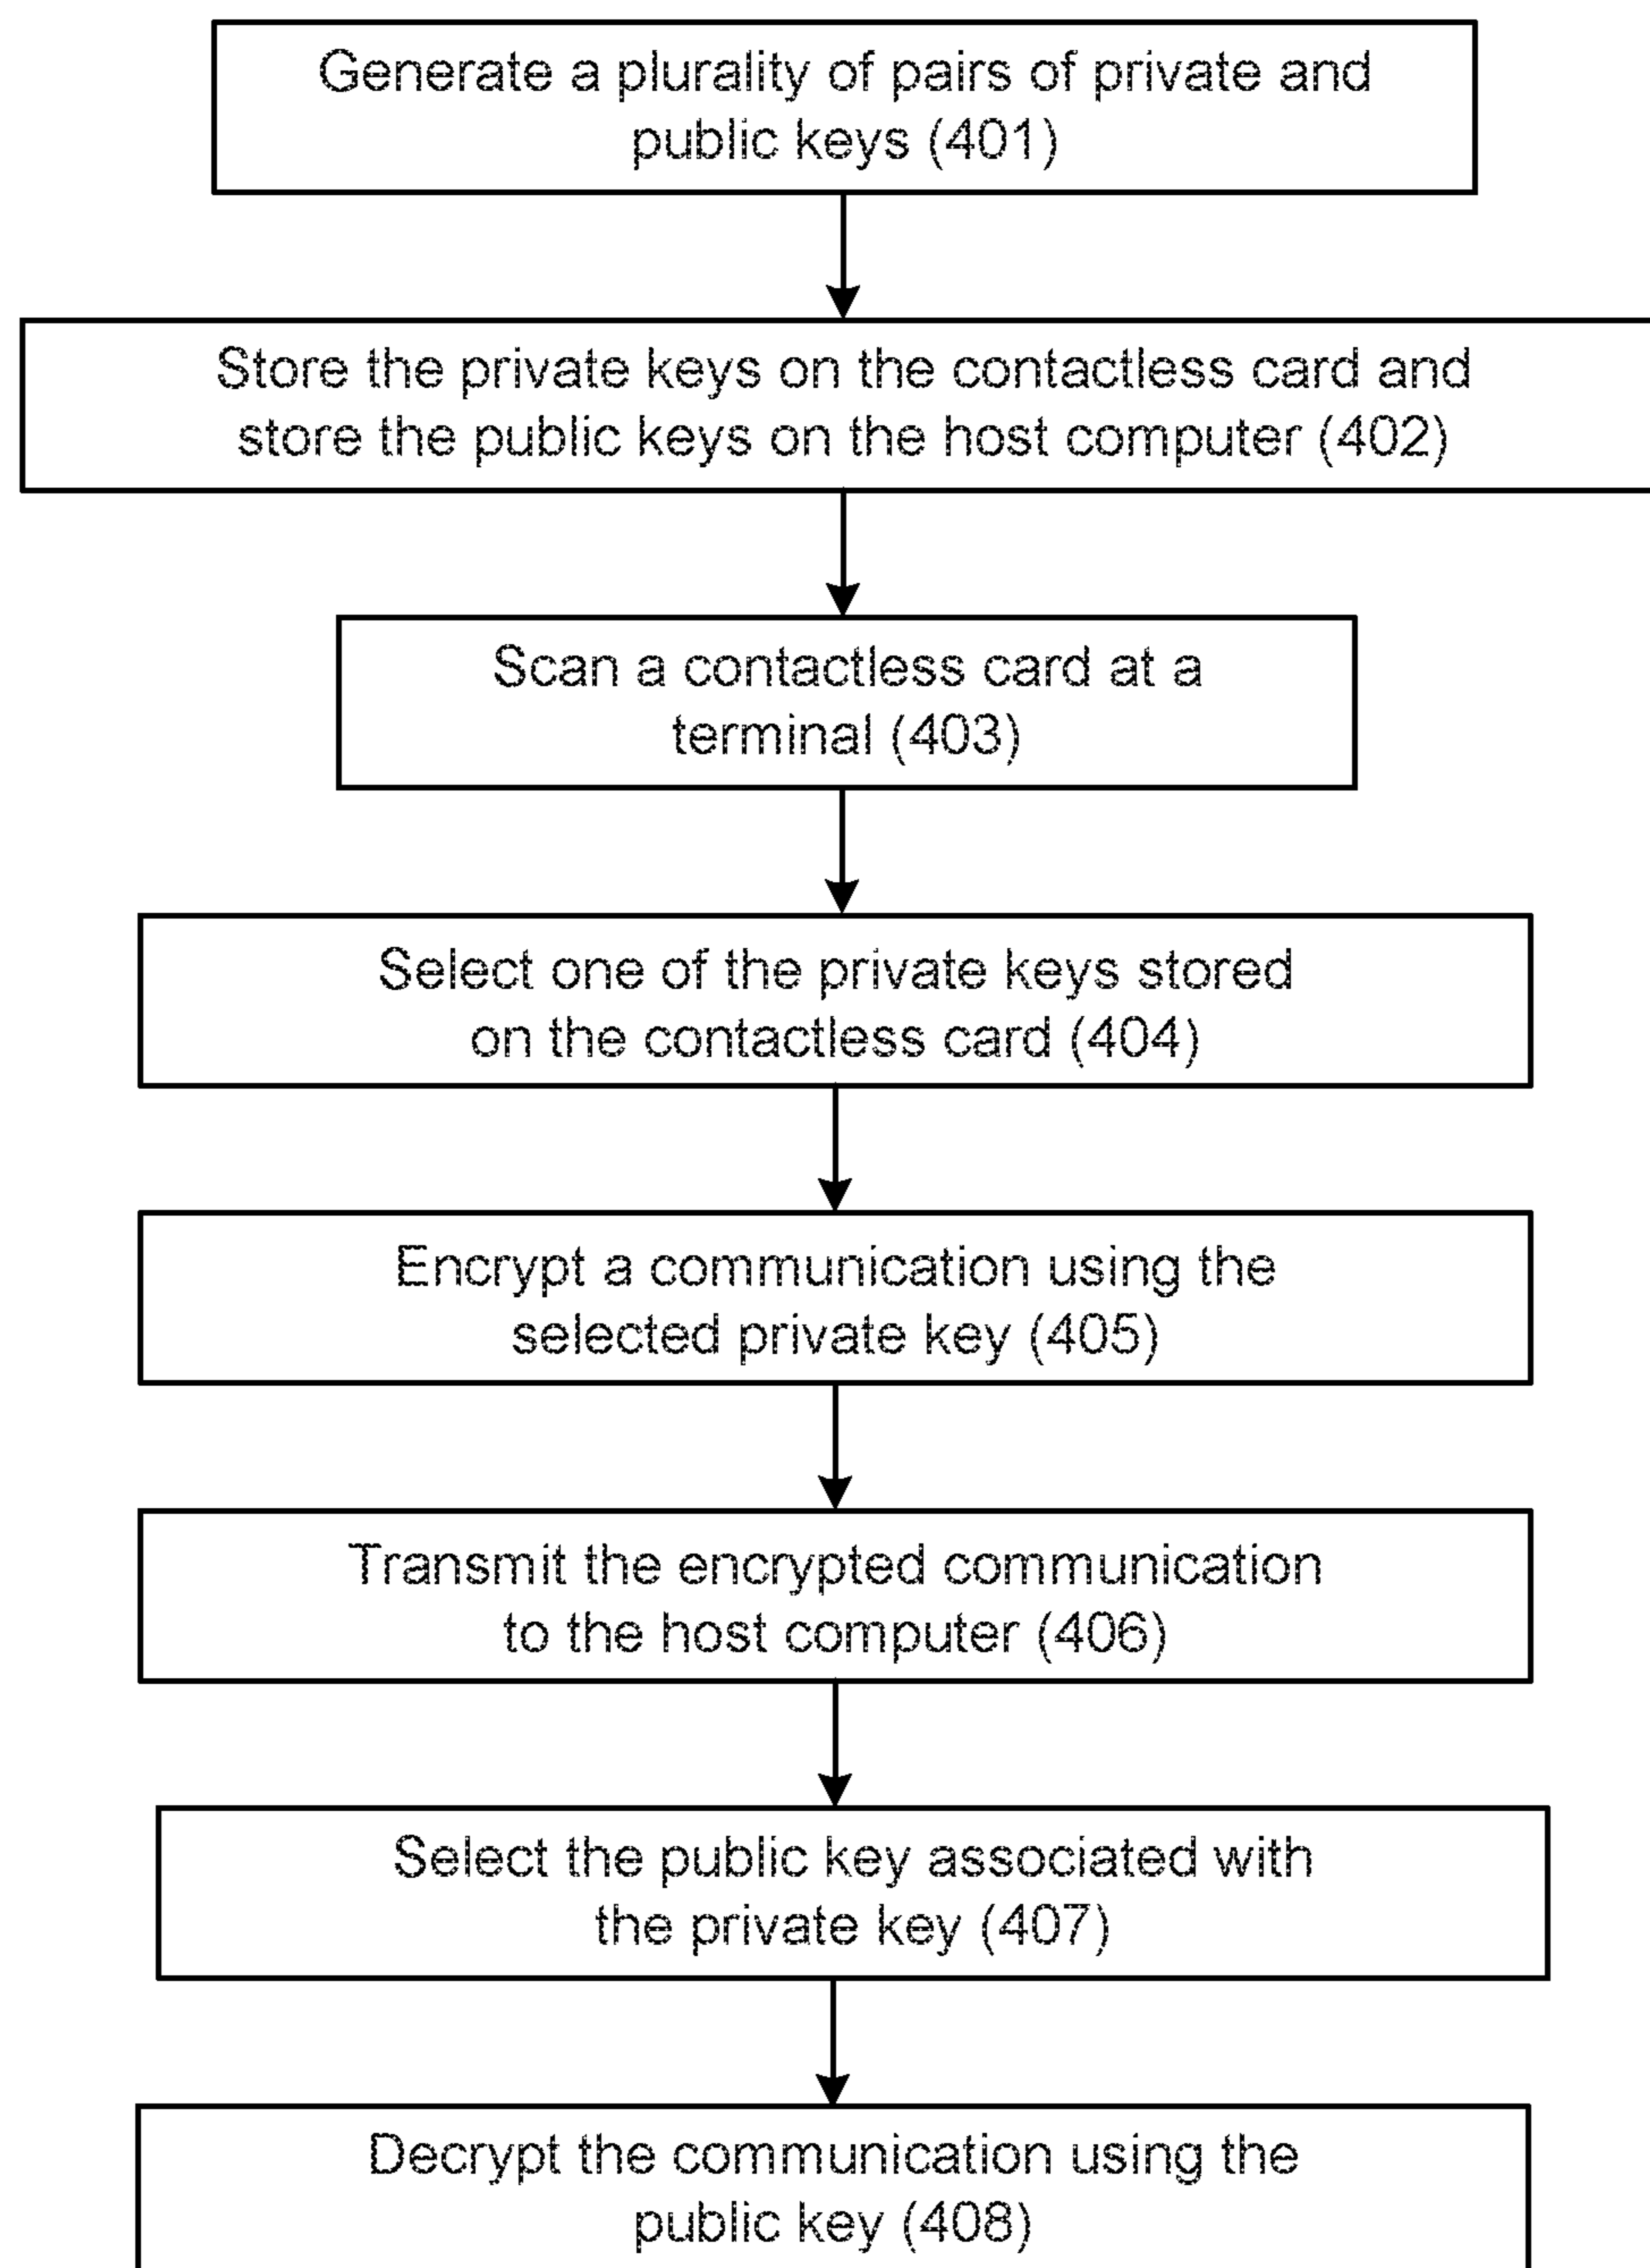 Generate a plurality of pairs of private and
public keys (401)
Store the private keys on the contactless card and
store the public keys on the host computer (402)
Scan a contactless card at a
terminal (403)
Select one of the private keys stored
on the contactless card (404)
Encrypt a communication using the
selected private key (405)
Transmit the encrypted communication
to the host computer (406)
Select the public key associated with
the private key (407)
Decrypt the communication using the
public key (408)